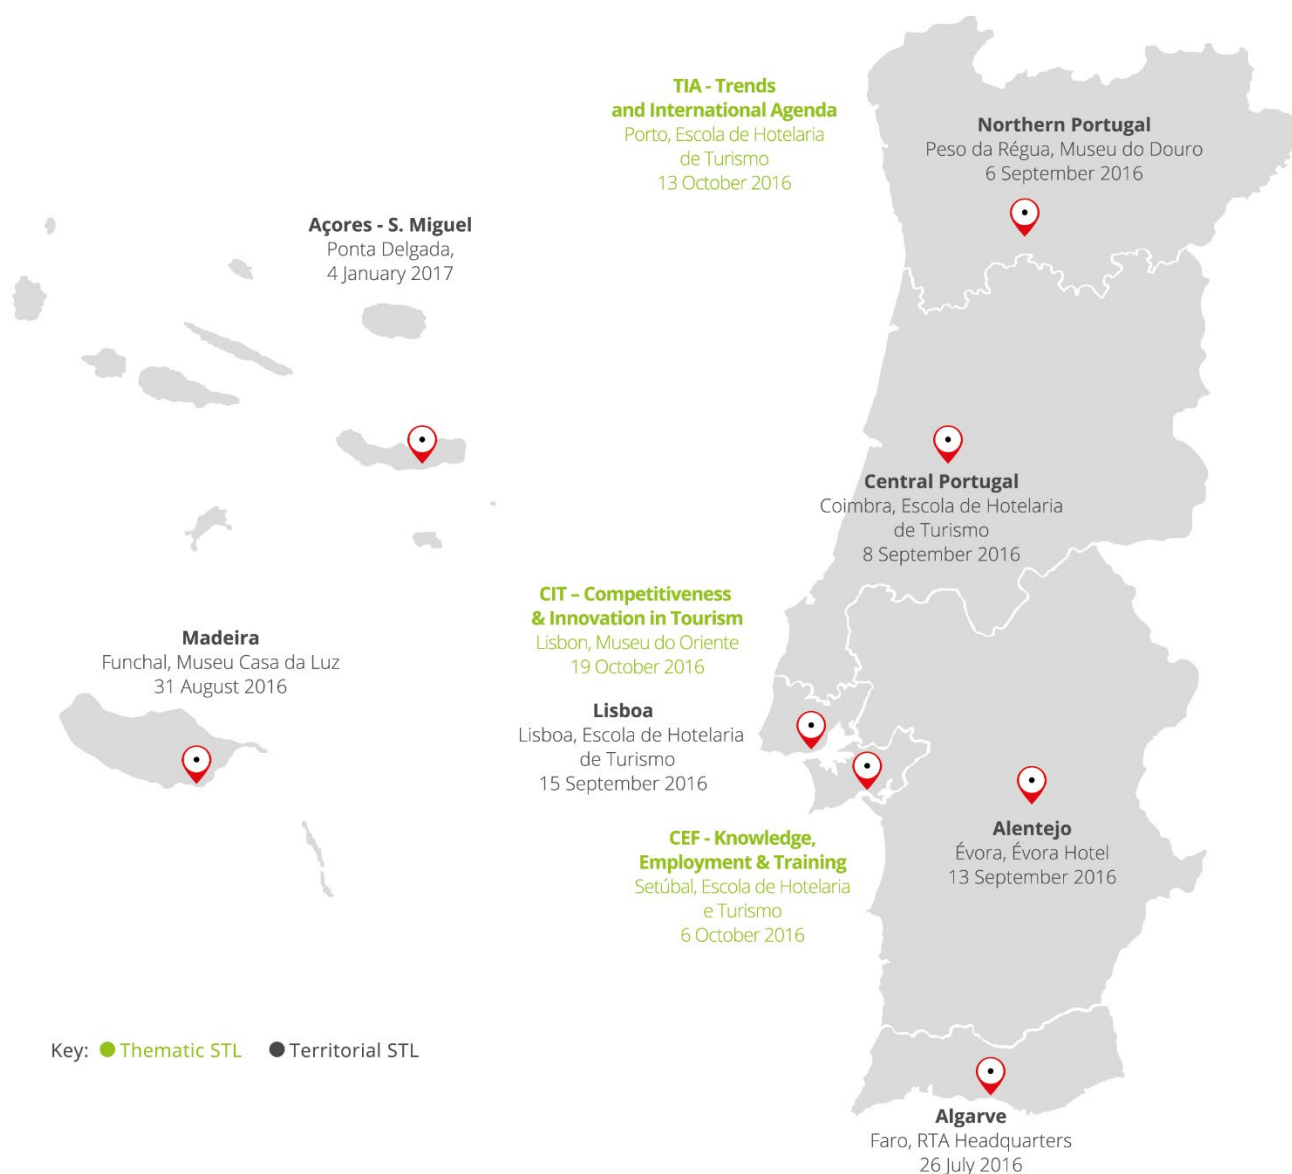 TIA - Trends
and International Agenda
Porto, Escola de Hotelaria
de Turismo
13 October 2016
Northern Portugal
Peso da Régua, Museu do Douro
6 September 2016
Açores - S. Miguel
Ponta Delgada,
4 January 2017
Central Portugal
Coimbra, Escola de Hotelaria
de Turismo
8 September 2016
CIT – Competitiveness
& Innovation in Tourism
Lisbon, Museu do Oriente
19 October 2016
Madeira
Funchal, Museu Casa da Luz
31 August 2016
Lisboa
Lisboa, Escola de Hotelaria
de Turismo
15 September 2016
CEF - Knowledge,
Employment & Training
Setúbal, Escola de Hotelaria
e Turismo
6 October 2016
Alentejo
Évora, Évora Hotel
13 September 2016
Key: Thematic STL Territorial STL
Algarve
Faro, RTA Headquarters
26 July 2016